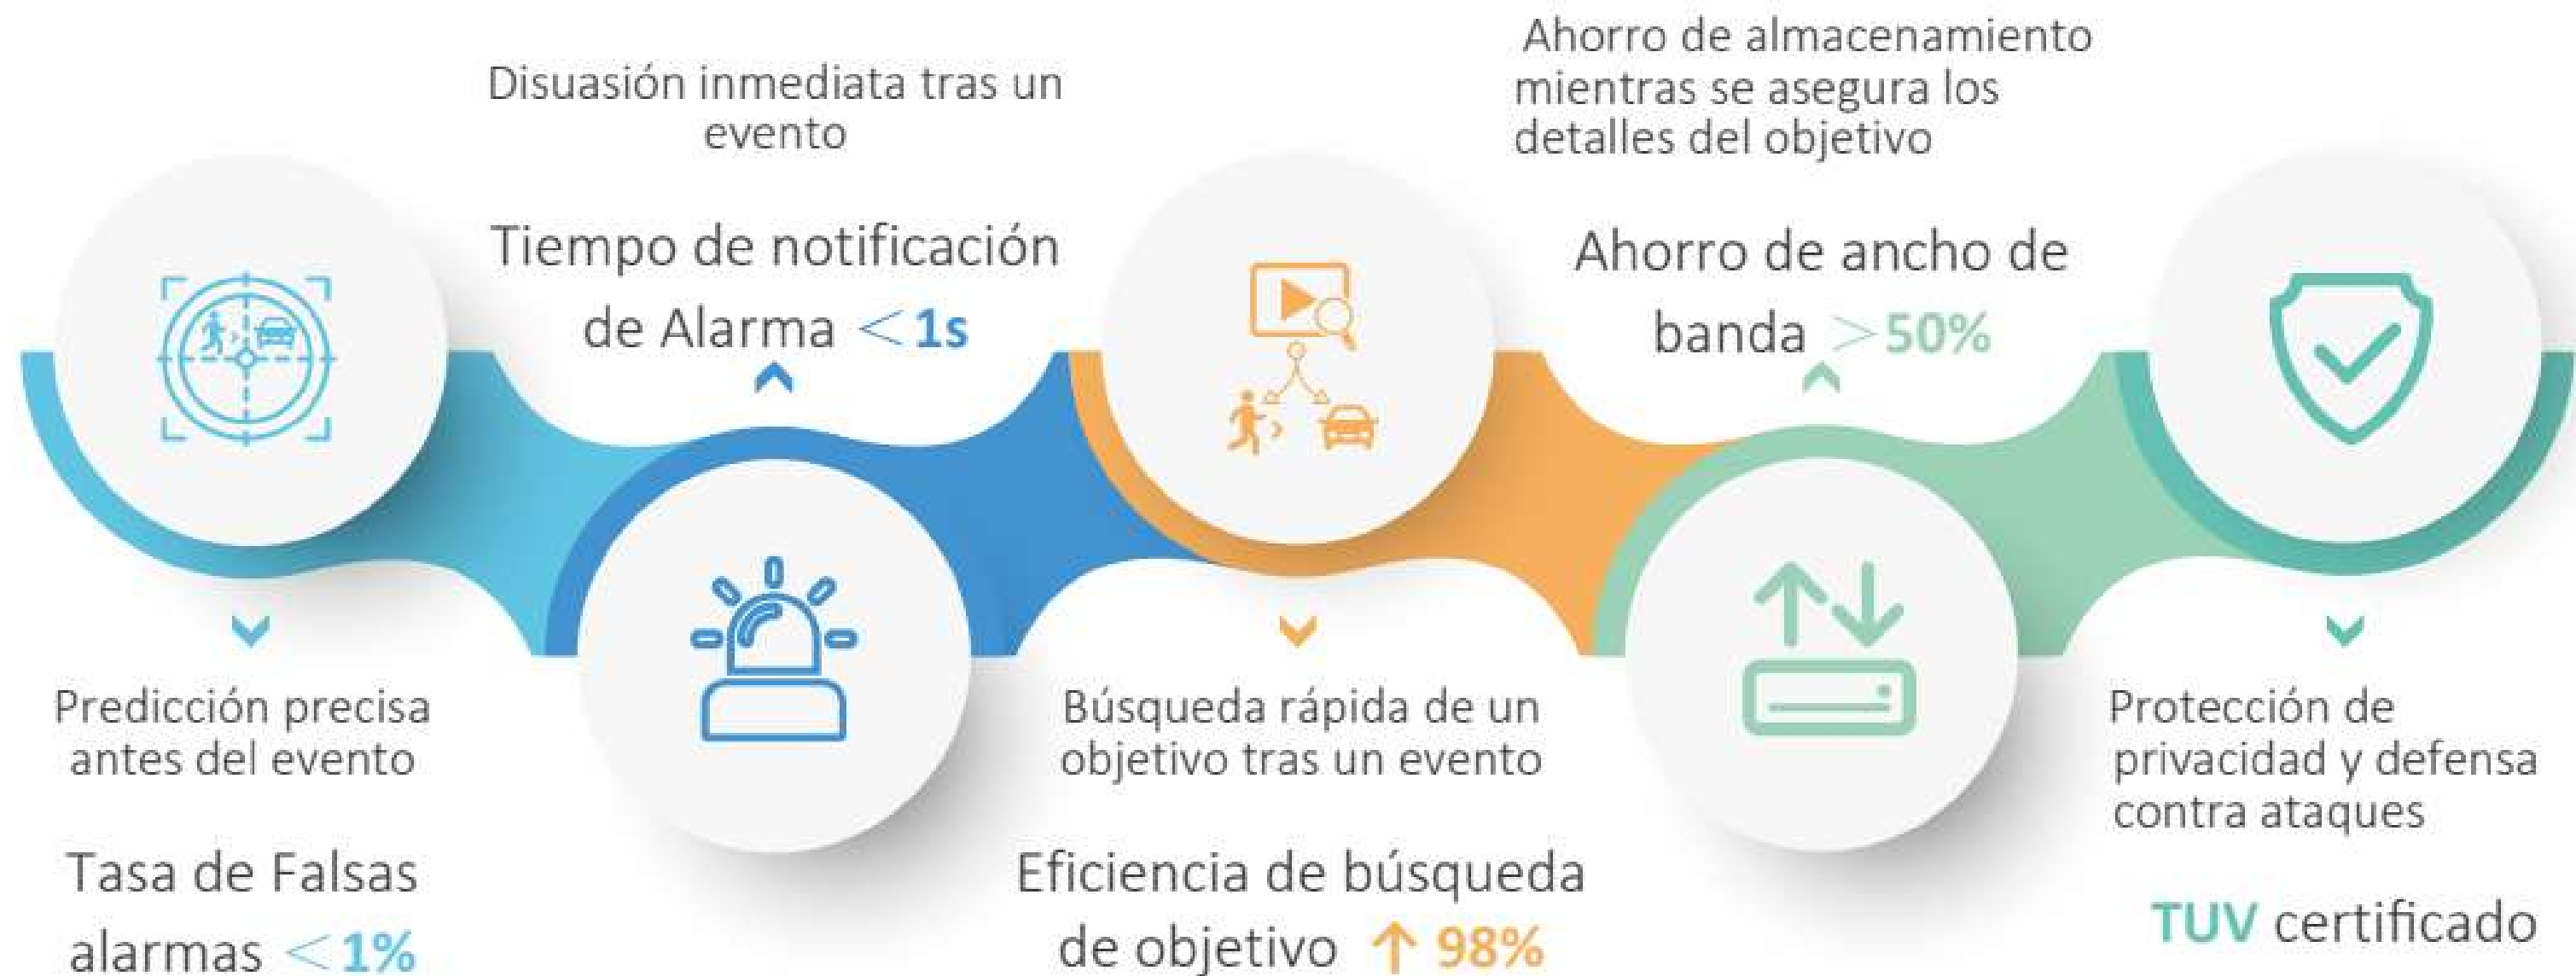 Predicción precisa
antes del evento
Tasa de Falsas
alarmas <1%
Disuasión inmediata tras un
evento
Tiempo de notificación
de Alarma <1s
Búsqueda rápida de un
objetivo tras un evento
Eficiencia de búsqueda
de objetivo ↑ 98%
Ahorro de almacenamiento
mientras se asegura los
detalles del objetivo
Ahorro de ancho de
banda >50%
Protección de
privacidad y defensa
contra ataques
TUV certificado